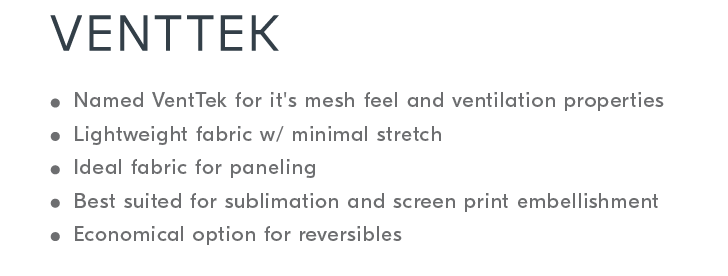 VENTTEK
● Named VentTek for it's mesh feel and ventilation properties
● Lightweight fabric w/ minimal stretch
● Ideal fabric for paneling
● Best suited for sublimation and screen print embellishment
● Economical option for reversibles